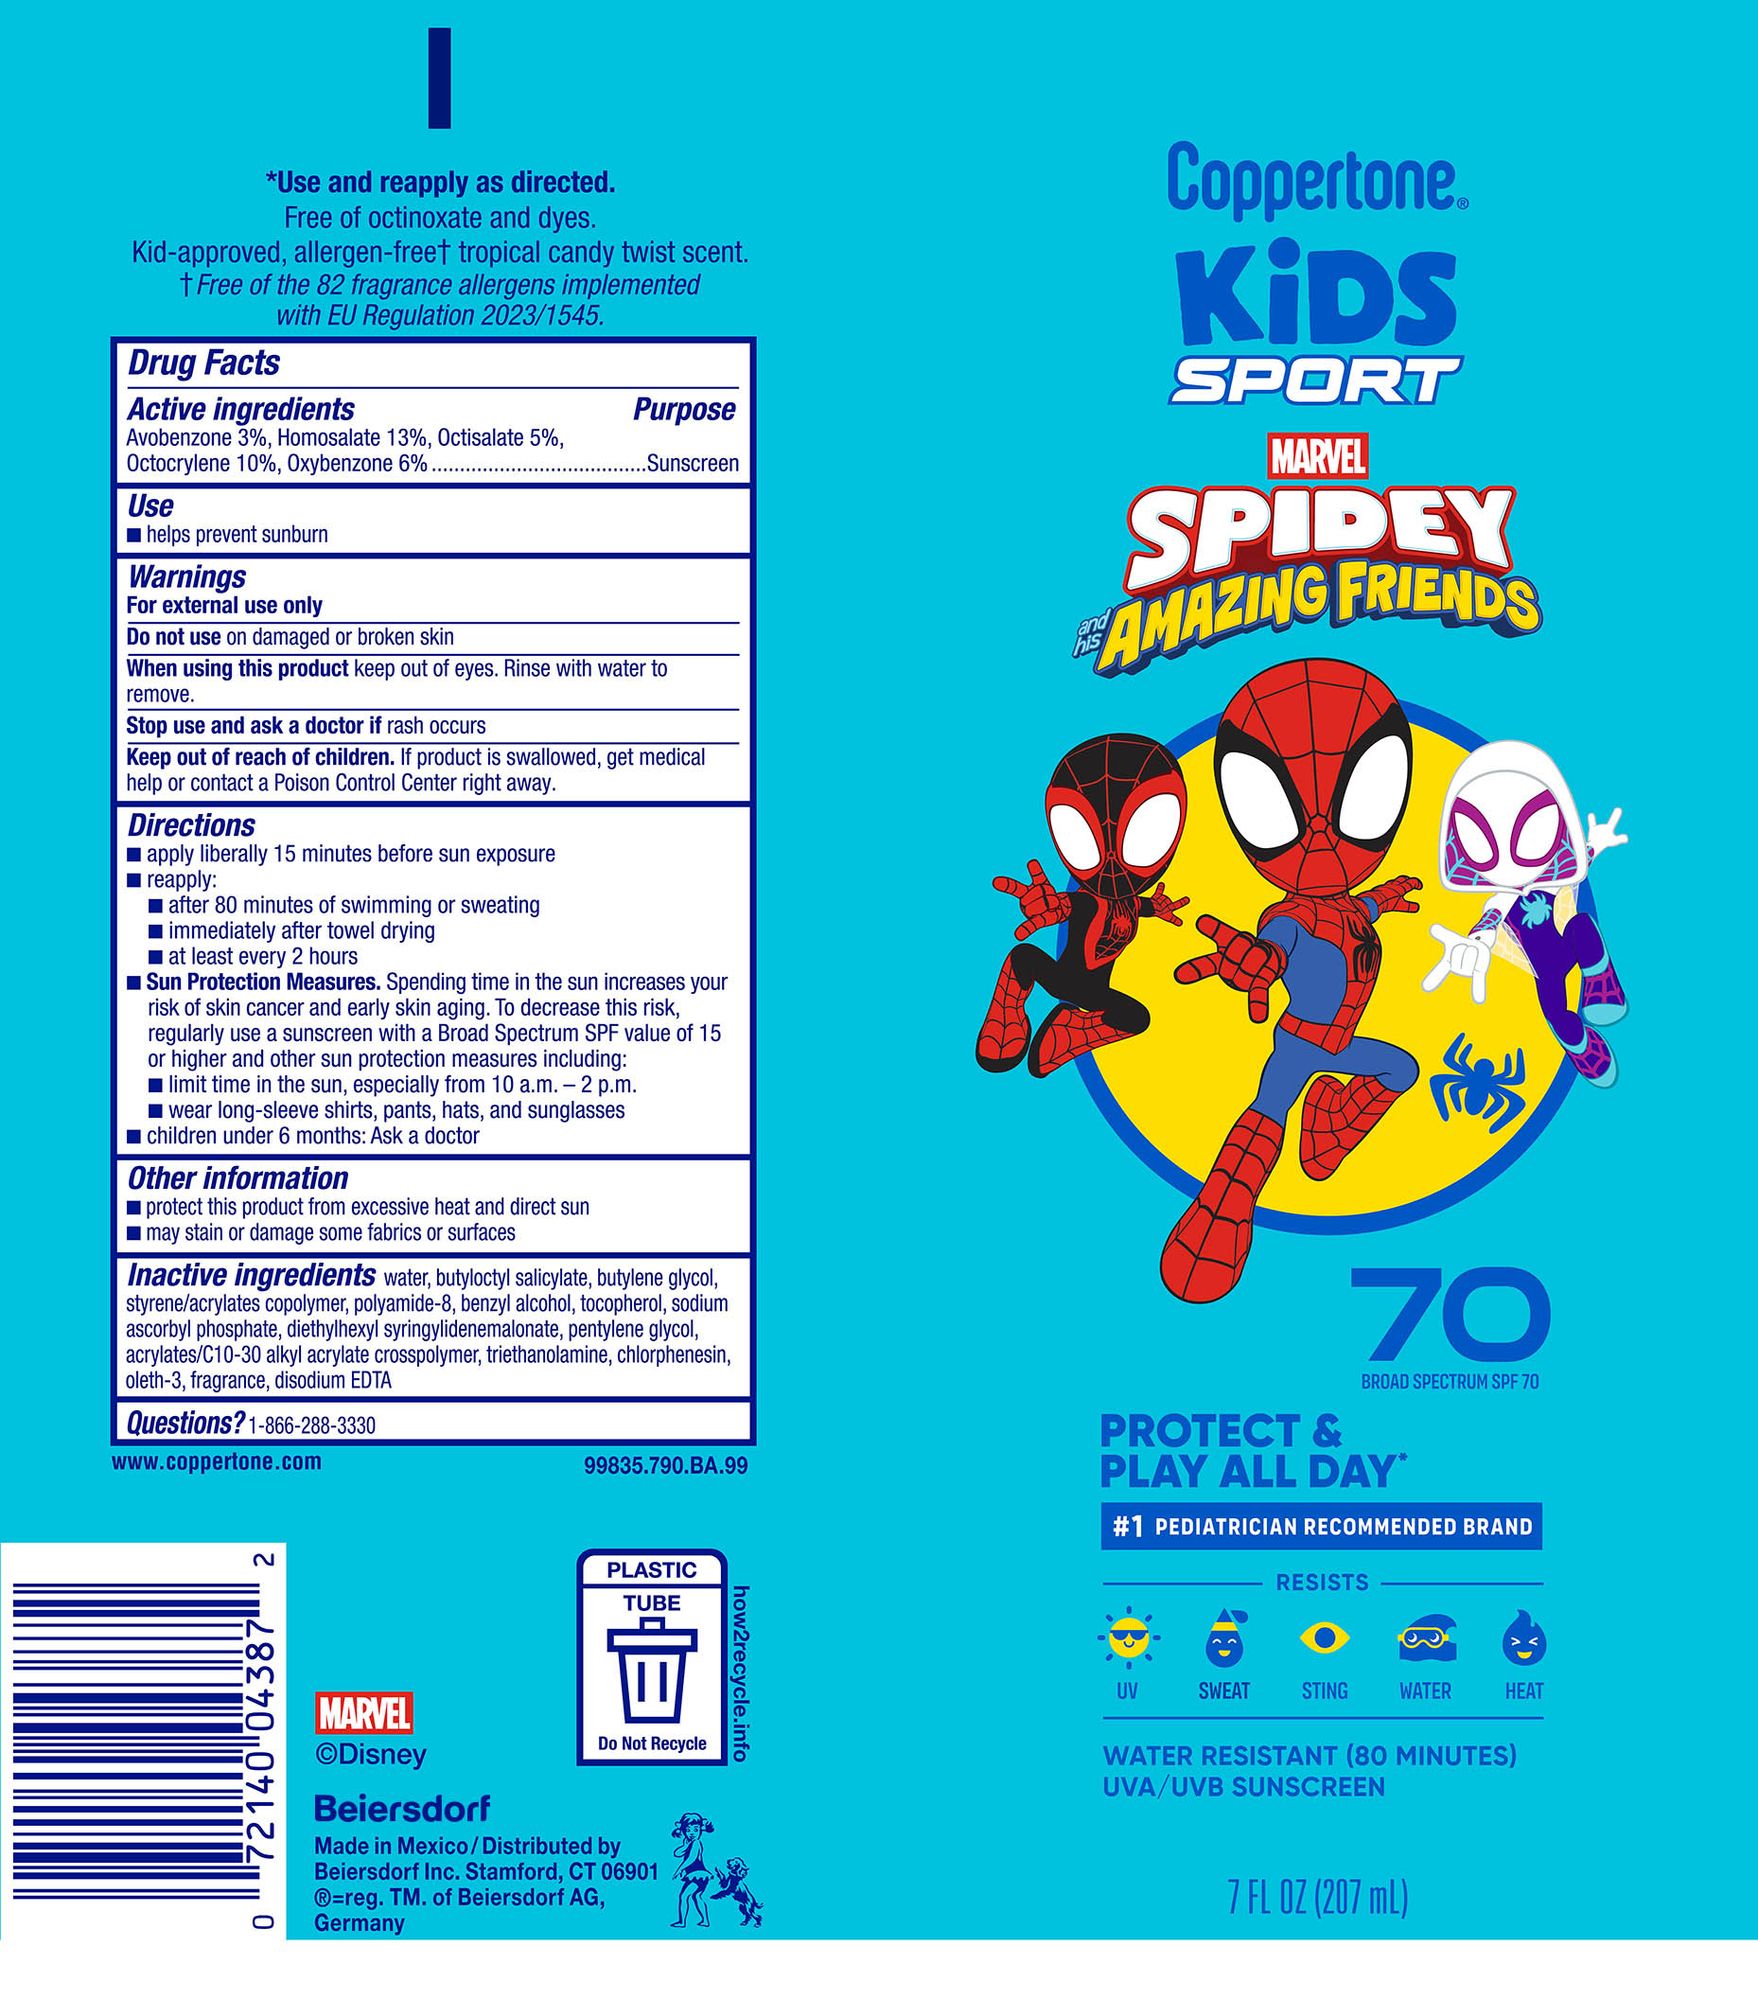 *Use and reapply as directed.
Free of octinoxate and dyes.
Kid-approved, allergen-free† tropical candy twist scent.
†Free of the 82 fragrance allergens implemented
with EU Regulation 2023/1545.
Drug Facts
Active ingredients Purpose
Avobenzone 3%, Homosalate 13%, Octisalate 5%,
Octocrylene 10%, Oxybenzone 6%......................................Sunscreen
Use
■ helps prevent sunburn
Warnings
For external use only
Do not use on damaged or broken skin
When using this product keep out of eyes. Rinse with water to
remove.
Stop use and ask a doctor if rash occurs
Keep out of reach of children. If product is swallowed, get medical
help or contact a Poison Control Center right away.
Directions
■ apply liberally 15 minutes before sun exposure
■ reapply:
■ after 80 minutes of swimming or sweating
■ immediately after towel drying
■ at least every 2 hours
■ Sun Protection Measures. Spending time in the sun increases your
risk of skin cancer and early skin aging. To decrease this risk,
regularly use a sunscreen with a Broad Spectrum SPF value of 15
or higher and other sun protection measures including:
■ limit time in the sun, especially from 10 a.m. – 2 p.m.
■ wear long-sleeve shirts, pants, hats, and sunglasses
■ children under 6 months: Ask a doctor
Other information
■ protect this product from excessive heat and direct sun
■ may stain or damage some fabrics or surfaces
Inactive ingredients water, butyloctyl salicylate, butylene glycol,
styrene/acrylates copolymer, polyamide-8, benzyl alcohol, tocopherol, sodium
ascorbyl phosphate, diethylhexyl syringylidenemalonate, pentylene glycol,
acrylates/C10-30 alkyl acrylate crosspolymer, triethanolamine, chlorphenesin,
oleth-3, fragrance, disodium EDTA
Questions? 1-866-288-3330
www.coppertone.com 99835.790.BA.99
0 72140 04387 2
MARVEL
©Disney
PLASTIC
TUBE
Do Not Recycle
how2recycle.info
Beiersdorf
Made in Mexico / Distributed by
Beiersdorf Inc. Stamford, CT 06901
®=reg. TM. of Beiersdorf AG,
Germany
Coppertone®
KiDS
SPORT
MARVEL
SPIDEY
and his AMAZING FRIENDS
70
BROAD SPECTRUM SPF 70
PROTECT &
PLAY ALL DAY*
#1 PEDIATRICIAN RECOMMENDED BRAND
RESISTS
UV SWEAT STING WATER HEAT
WATER RESISTANT (80 MINUTES)
UVA/UVB SUNSCREEN
7 FL OZ (207 mL)